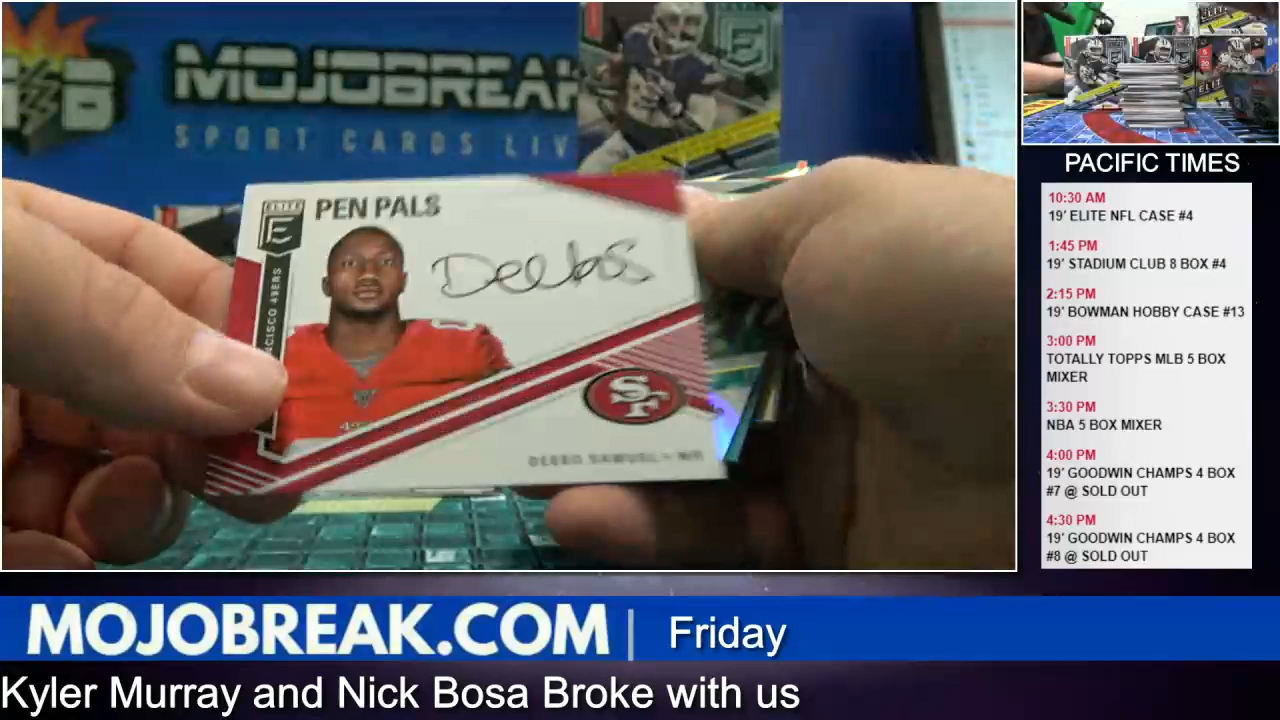 MOJOBREAK
SPORT CARDS LIV
PEN PALS
ELITE
E
NCISCO 49ERS
Deebo
SF
DEEBO SAMUEL - WR
PACIFIC TIMES
10:30 AM
19' ELITE NFL CASE #4
1:45 PM
19' STADIUM CLUB 8 BOX #4
2:15 PM
19' BOWMAN HOBBY CASE #13
3:00 PM
TOTALLY TOPPS MLB 5 BOX
MIXER
3:30 PM
NBA 5 BOX MIXER
4:00 PM
19' GOODWIN CHAMPS 4 BOX
#7 @ SOLD OUT
4:30 PM
19' GOODWIN CHAMPS 4 BOX
#8 @ SOLD OUT
MOJOBREAK.COM | Friday
Kyler Murray and Nick Bosa Broke with us